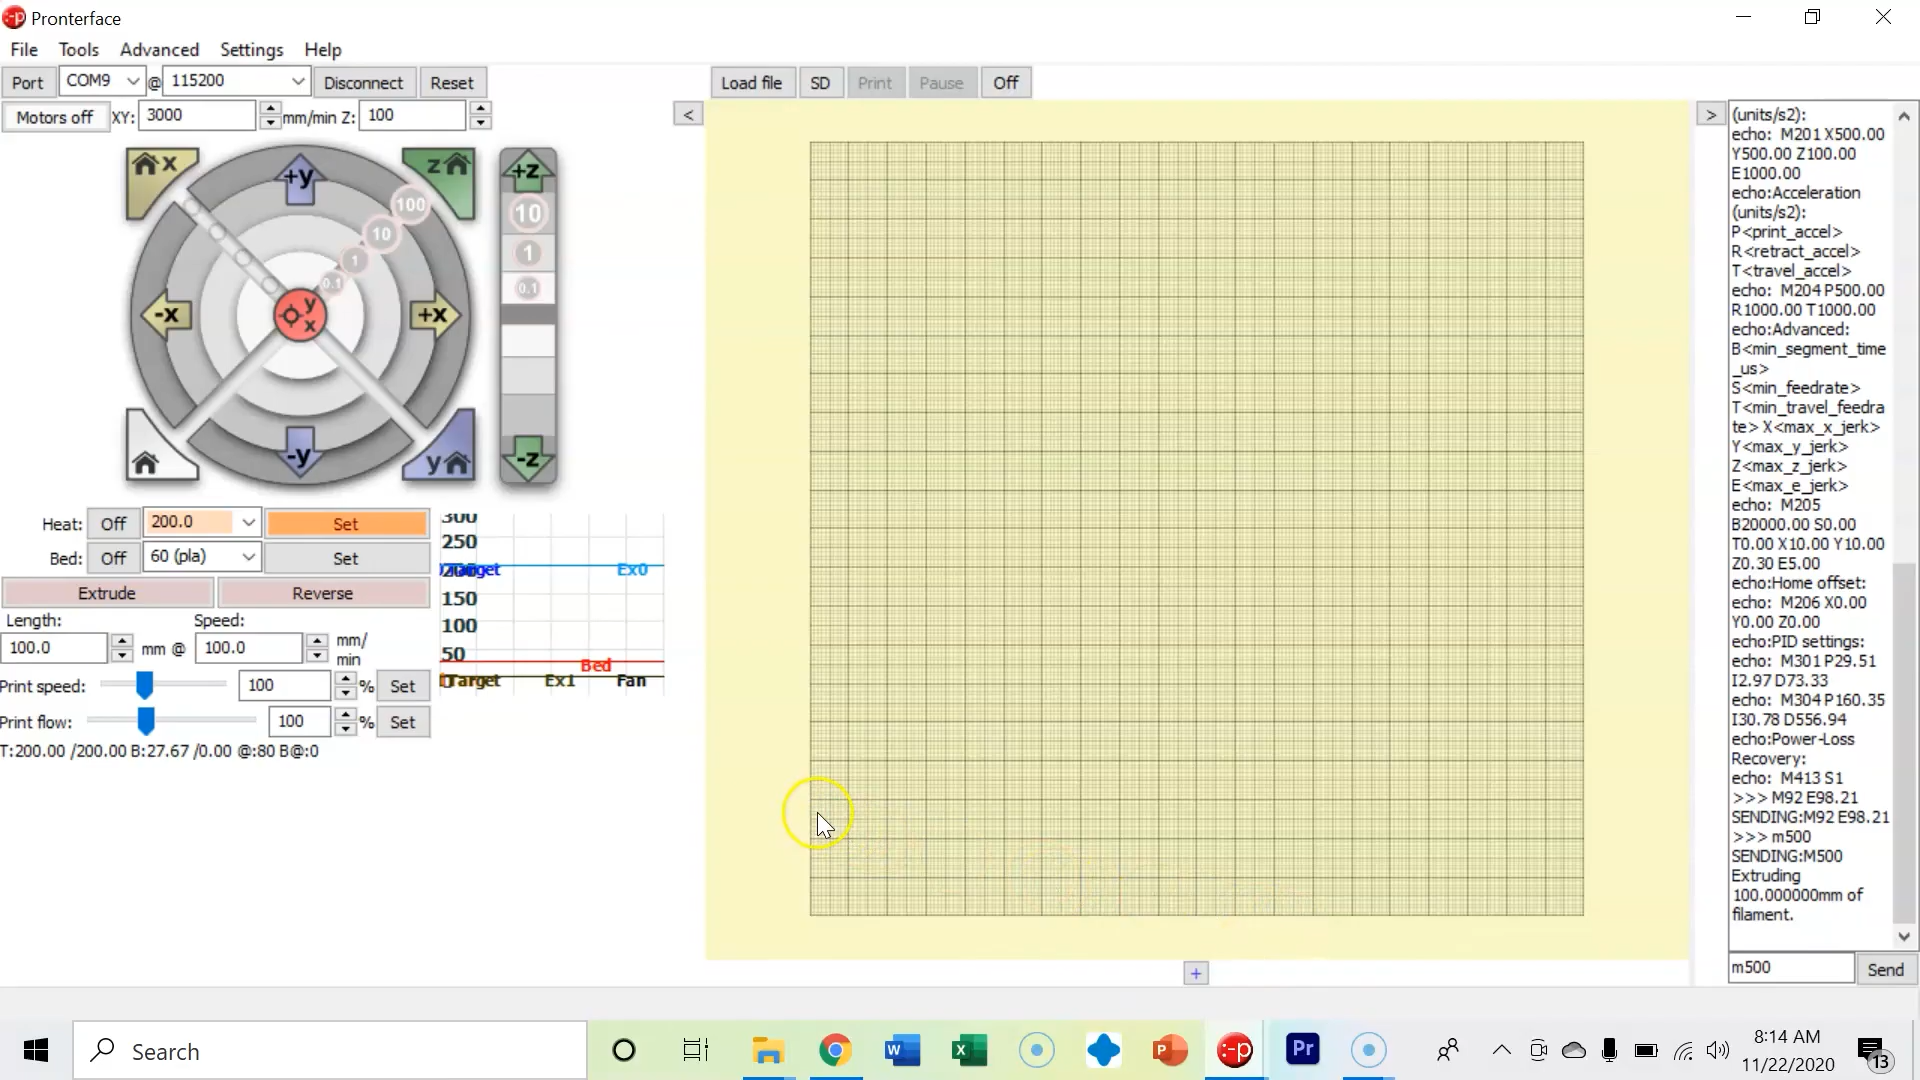 Pronterface
File Tools Advanced Settings Help
Port COM9 @ 115200 Disconnect Reset
Load file SD Print Pause Off
Motors off XY: 3000 mm/min Z: 100
<
>
x
+y
z
100
10
1
0.1
-x
y
x
+x
-y
y
+z
10
1
0.1
-z
Heat: Off 200.0 Set
Bed: Off 60 (pla) Set
Extrude Reverse
Length: Speed:
100.0 mm @ 100.0 mm/
min
Print speed: 100 % Set
Print flow: 100 % Set
T:200.00 /200.00 B:27.67 /0.00 @:80 B@:0
300
250
Target Ex0
150
100
50
Bed
Target Ex1 Fan
+
(units/s2):
echo: M201 X500.00
Y500.00 Z100.00
E1000.00
echo:Acceleration
(units/s2):
P<print_accel>
R<retract_accel>
T<travel_accel>
echo: M204 P500.00
R1000.00 T1000.00
echo:Advanced:
B<min_segment_time
_us>
S<min_feedrate>
T<min_travel_feedra
te> X<max_x_jerk>
Y<max_y_jerk>
Z<max_z_jerk>
E<max_e_jerk>
echo: M205
B20000.00 S0.00
T0.00 X10.00 Y10.00
Z0.30 E5.00
echo:Home offset:
echo: M206 X0.00
Y0.00 Z0.00
echo:PID settings:
echo: M301 P29.51
I2.97 D73.33
echo: M304 P160.35
I30.78 D556.94
echo:Power-Loss
Recovery:
echo: M413 S1
>>> M92 E98.21
SENDING:M92 E98.21
>>> m500
SENDING:M500
Extruding
100.000000mm of
filament.
m500 Send
Search
W X P :-p Pr
8:14 AM
11/22/2020
13